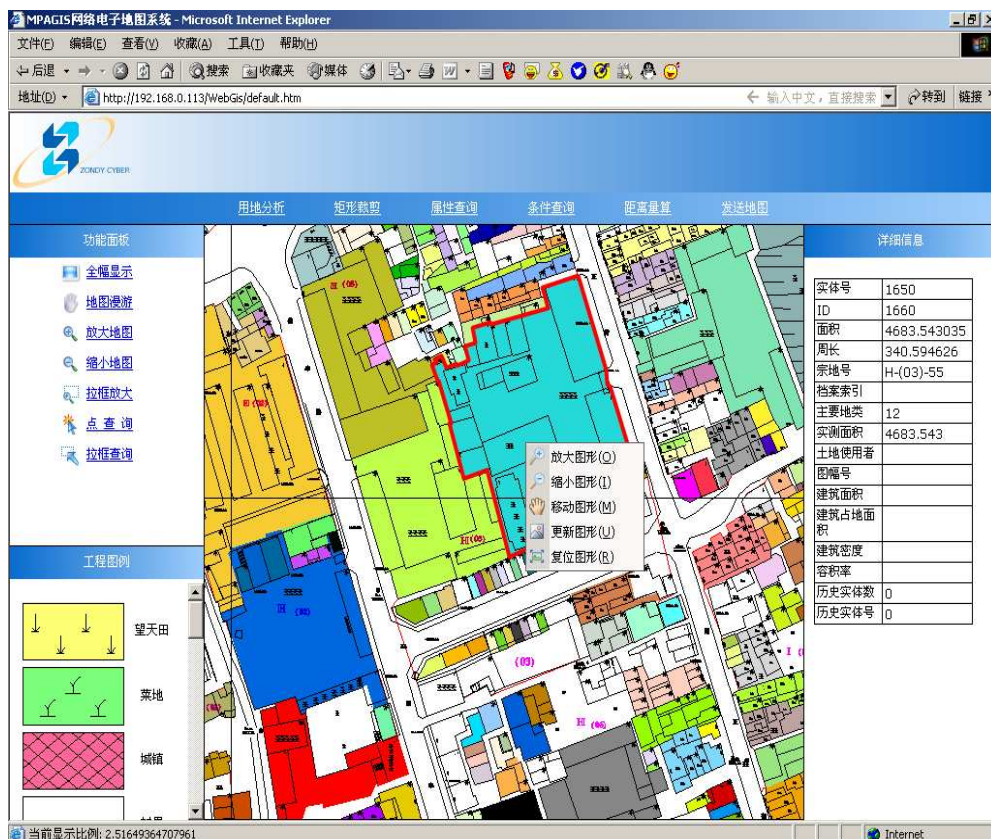 MPAGIS网络电子地图系统 - Microsoft Internet Explorer
文件(F) 编辑(E) 查看(V) 收藏(A) 工具(T) 帮助(H)
后退 搜索 收藏夹 媒体
地址(D) http://192.168.0.113/WebGis/default.htm 输入中文，直接搜索 转到 链接
ZONDY CYBER
用地分析 矩形裁剪 属性查询 条件查询 距离量算 发送地图
功能面板
全幅显示
地图漫游
放大地图
缩小地图
拉框放大
点查询
拉框查询
工程图例
望天田
菜地
城镇
H (05)
H (03)
(03)
H (06)
放大图形(O)
缩小图形(I)
移动图形(M)
更新图形(U)
复位图形(R)
详细信息
实体号 1650
ID 1660
面积 4683.543035
周长 340.594626
宗地号 H-(03)-55
档案索引
主要地类 12
实测面积 4683.543
土地使用者
图幅号
建筑面积
建筑占地面
积
建筑密度
容积率
历史实体数 0
历史实体号 0
当前显示比例: 2.51649364707961
Internet